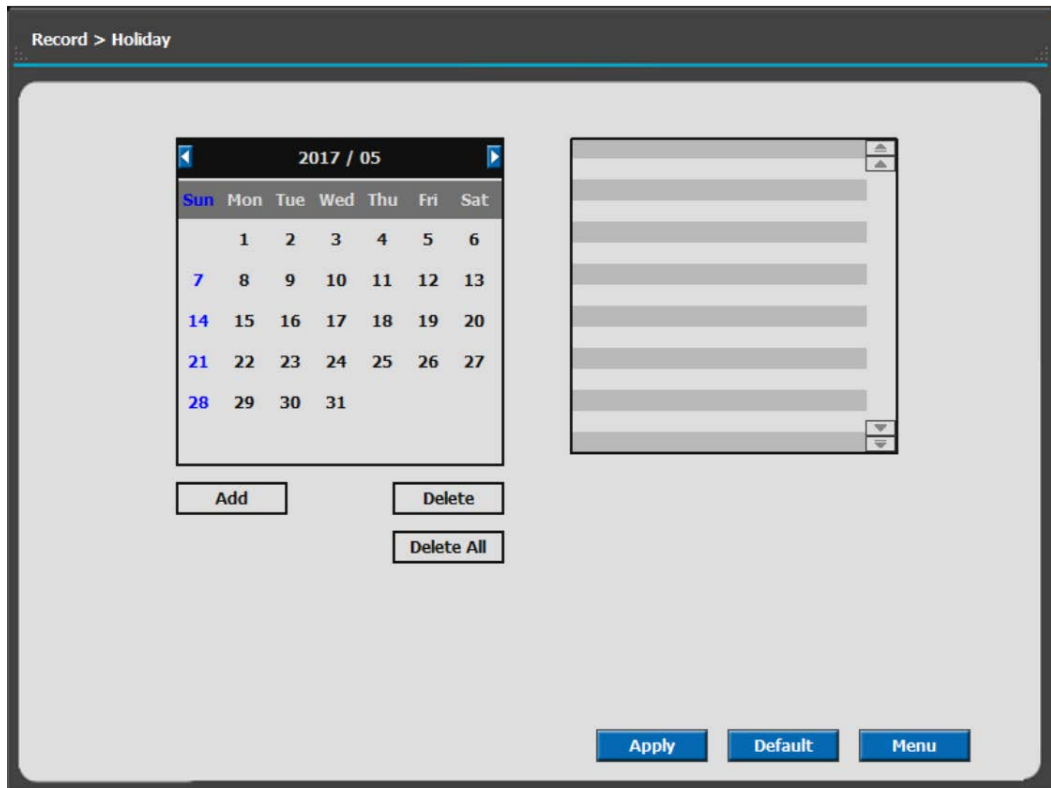 Record > Holiday
2017 / 05
Sun Mon Tue Wed Thu Fri Sat
1 2 3 4 5 6
7 8 9 10 11 12 13
14 15 16 17 18 19 20
21 22 23 24 25 26 27
28 29 30 31
Add Delete
Delete All
Apply Default Menu